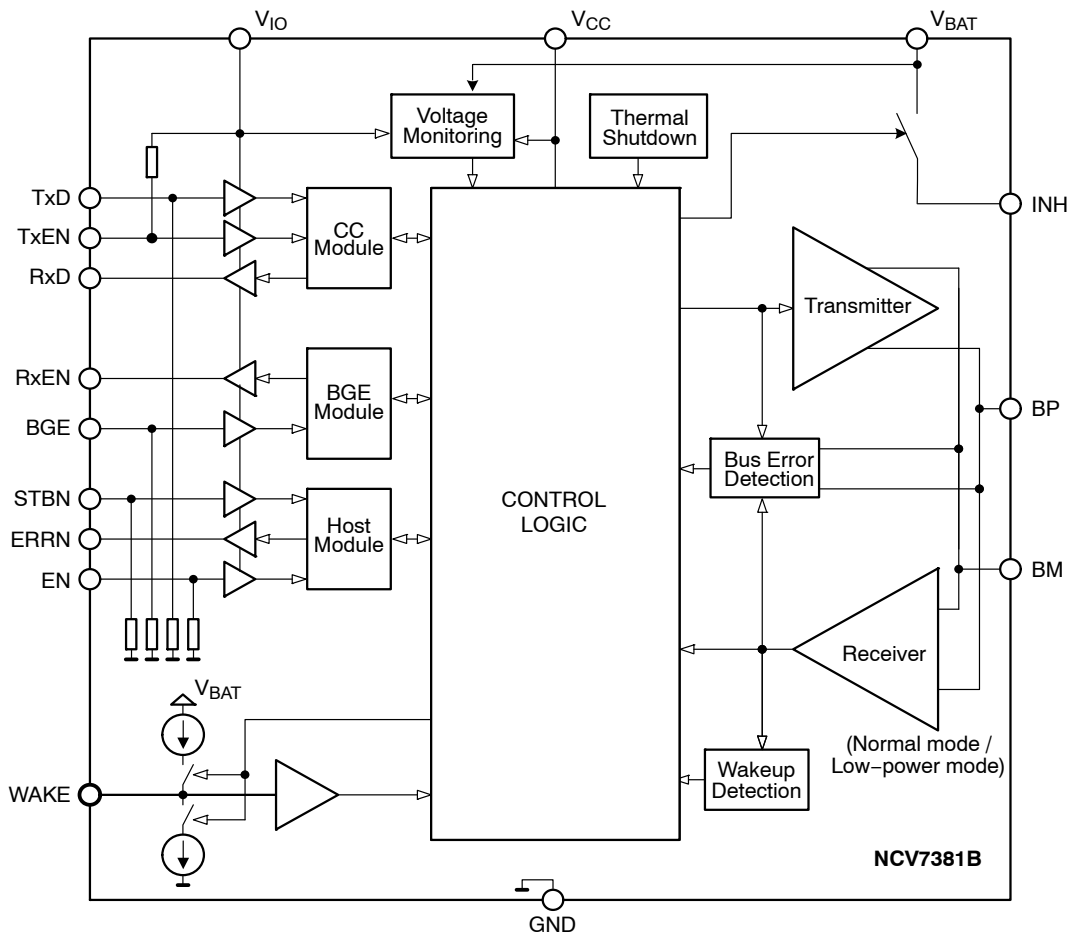 VIO
VCC
VBAT
Voltage
Monitoring
Thermal
Shutdown
TxD
TxEN
RxD
CC
Module
INH
Transmitter
RxEN
BGE
BGE
Module
BP
Bus Error
Detection
STBN
ERRN
EN
Host
Module
CONTROL
LOGIC
BM
Receiver
(Normal mode /
Low−power mode)
VBAT
WAKE
Wakeup
Detection
NCV7381B
GND